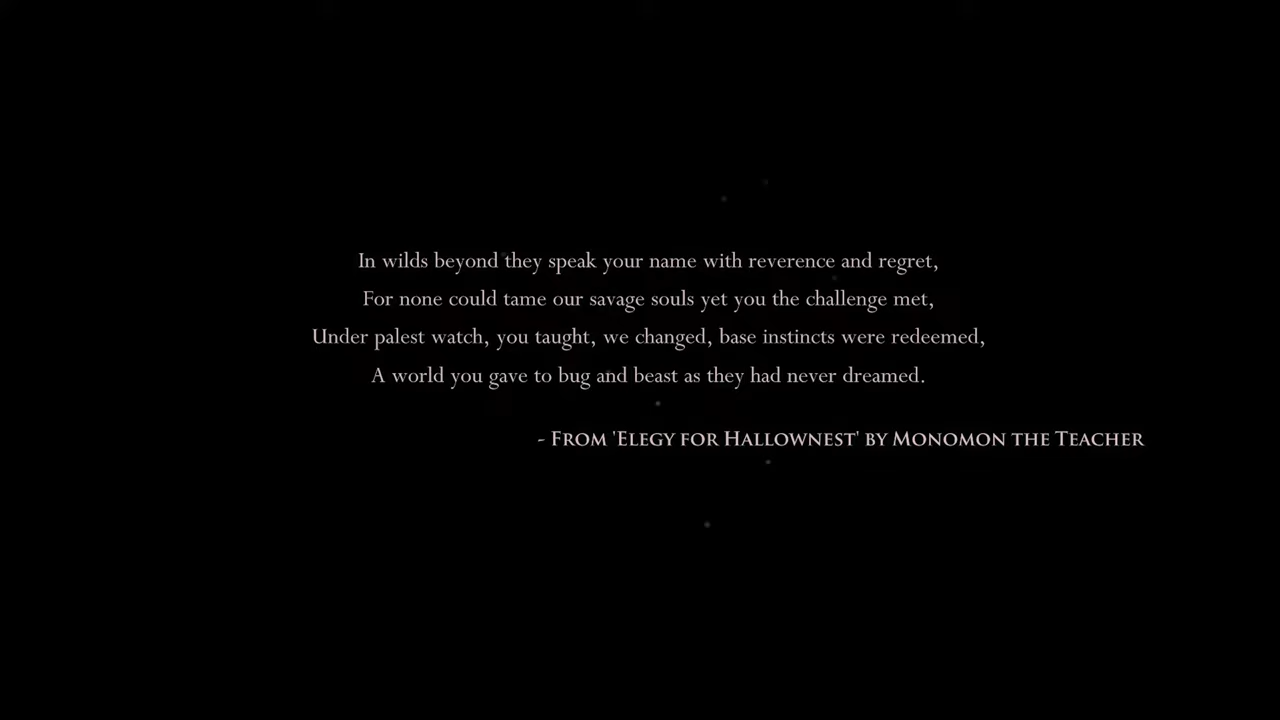 In wilds beyond they speak your name with reverence and regret,
For none could tame our savage souls yet you the challenge met,
Under palest watch, you taught, we changed, base instincts were redeemed,
A world you gave to bug and beast as they had never dreamed.
- From 'Elegy for Hallownest' by Monomon the Teacher